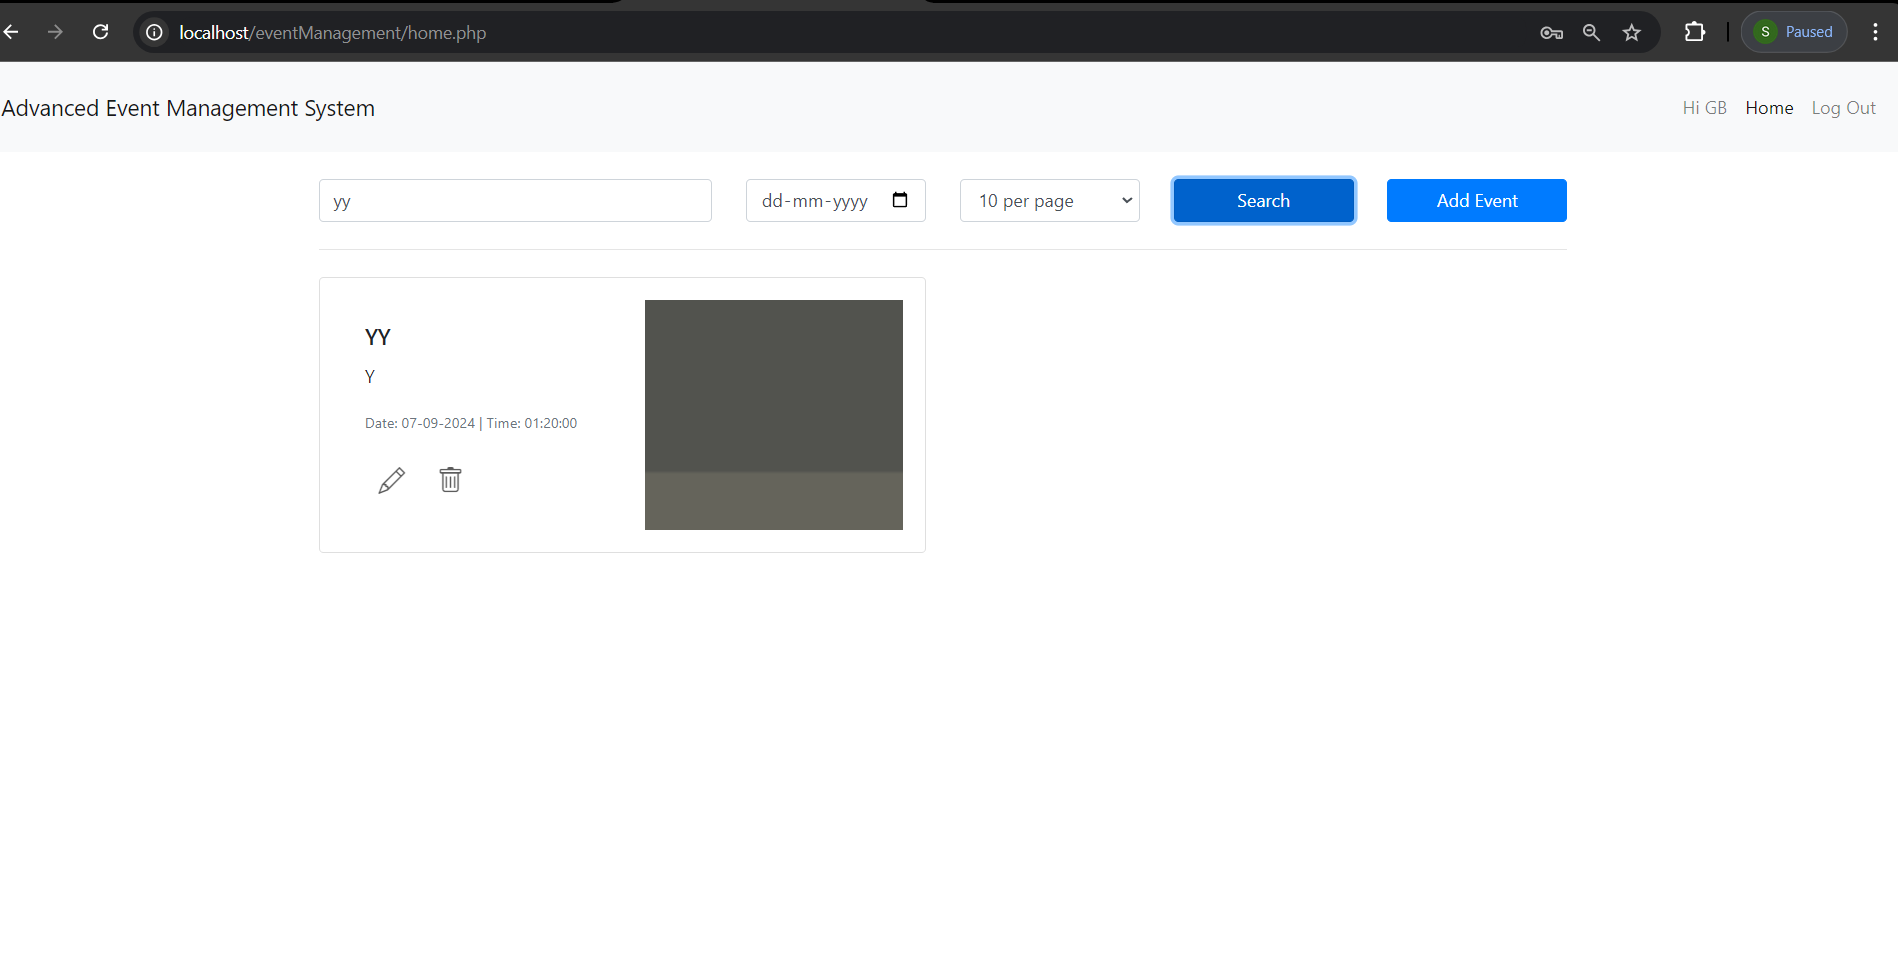 localhost/eventManagement/home.php
S Paused
Advanced Event Management System
Hi GB Home Log Out
yy dd-mm-yyyy 10 per page Search Add Event
YY
Y
Date: 07-09-2024 | Time: 01:20:00